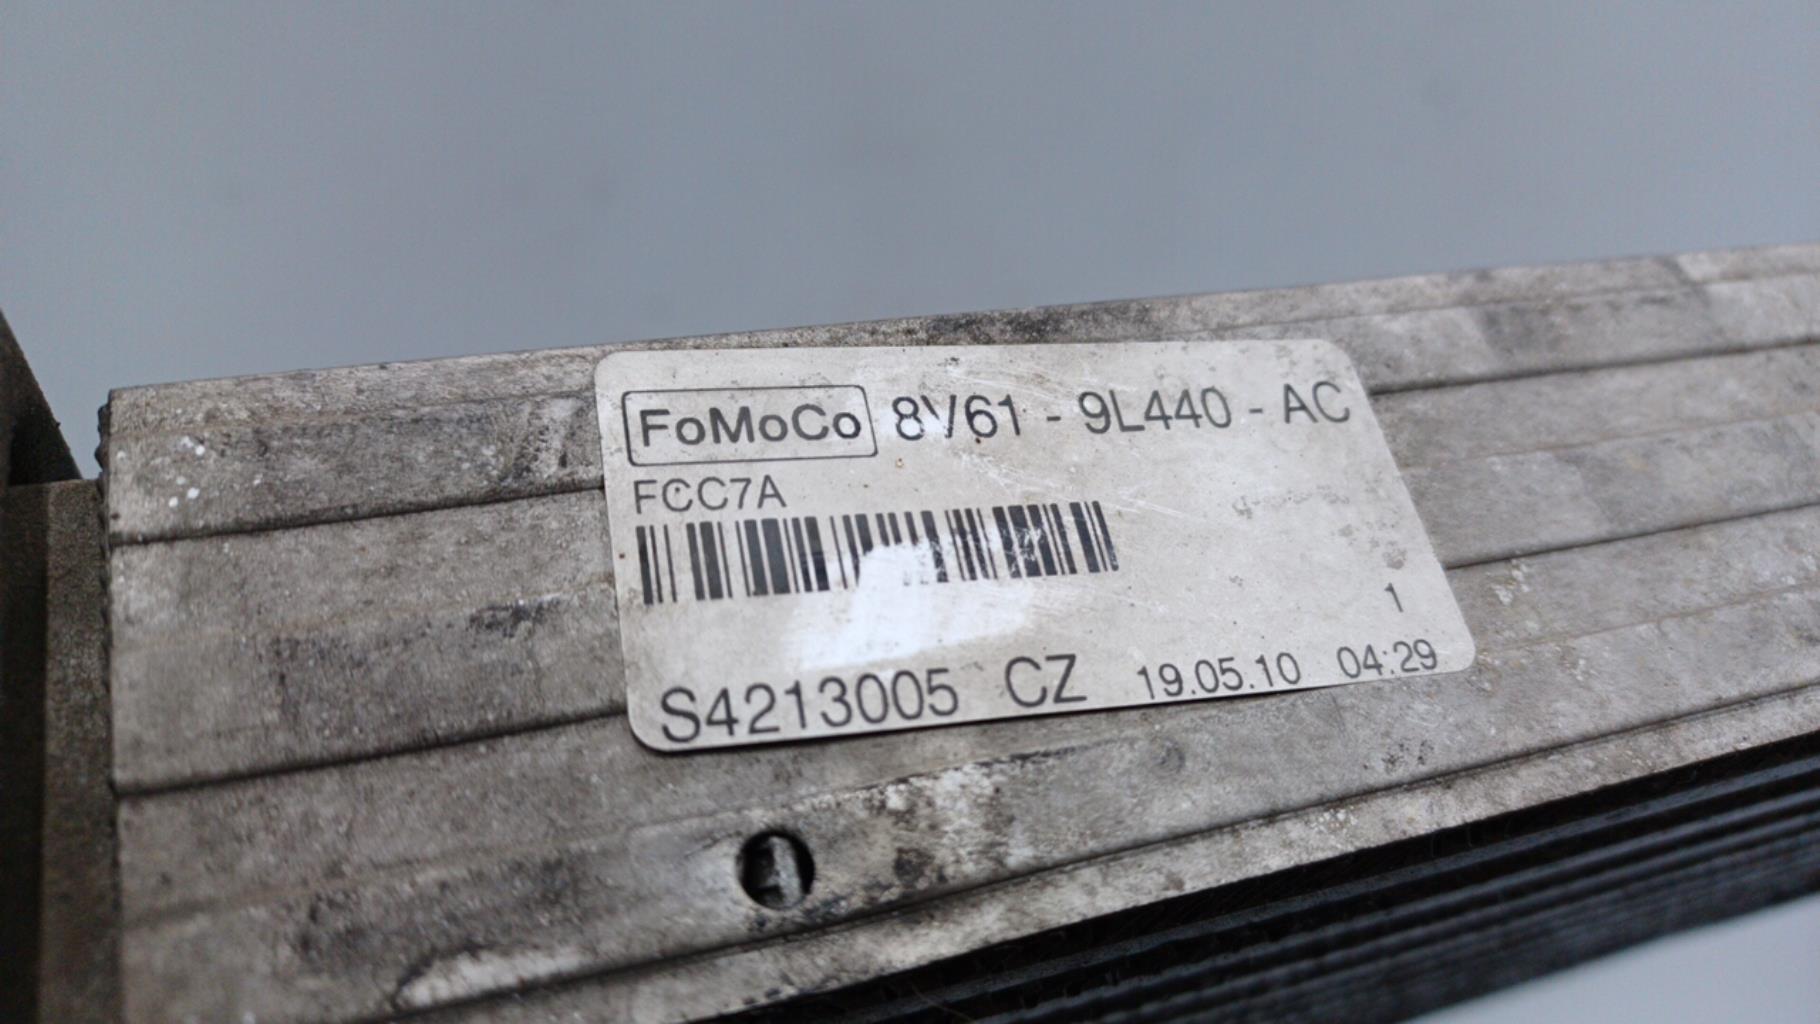 FoMoCo 8V61 - 9L440 - AC
FCC7A
1
S4213005 CZ 19.05.10 04:29